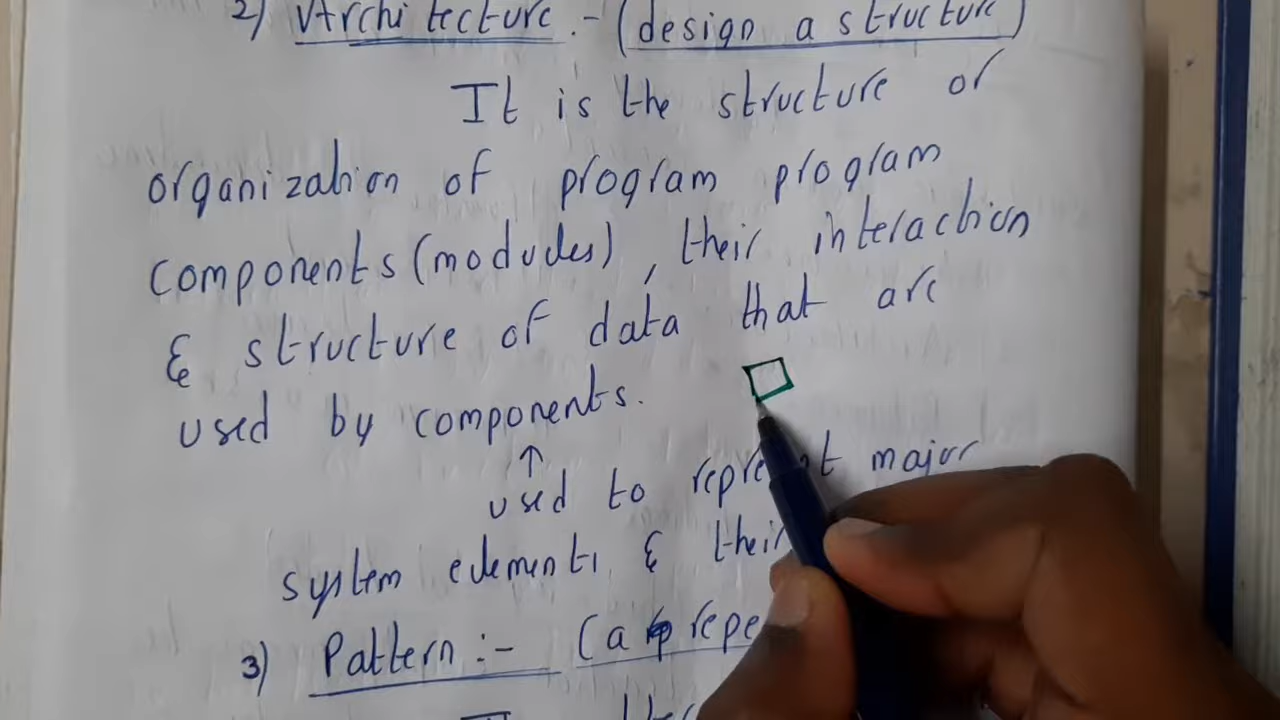 2) Architecture :- (design a structure)
It is the structure or
organization of program program
components (modules), their interaction
& structure of data that are
used by components.
↑
used to major
system elements & their
3) Pattern :- (a